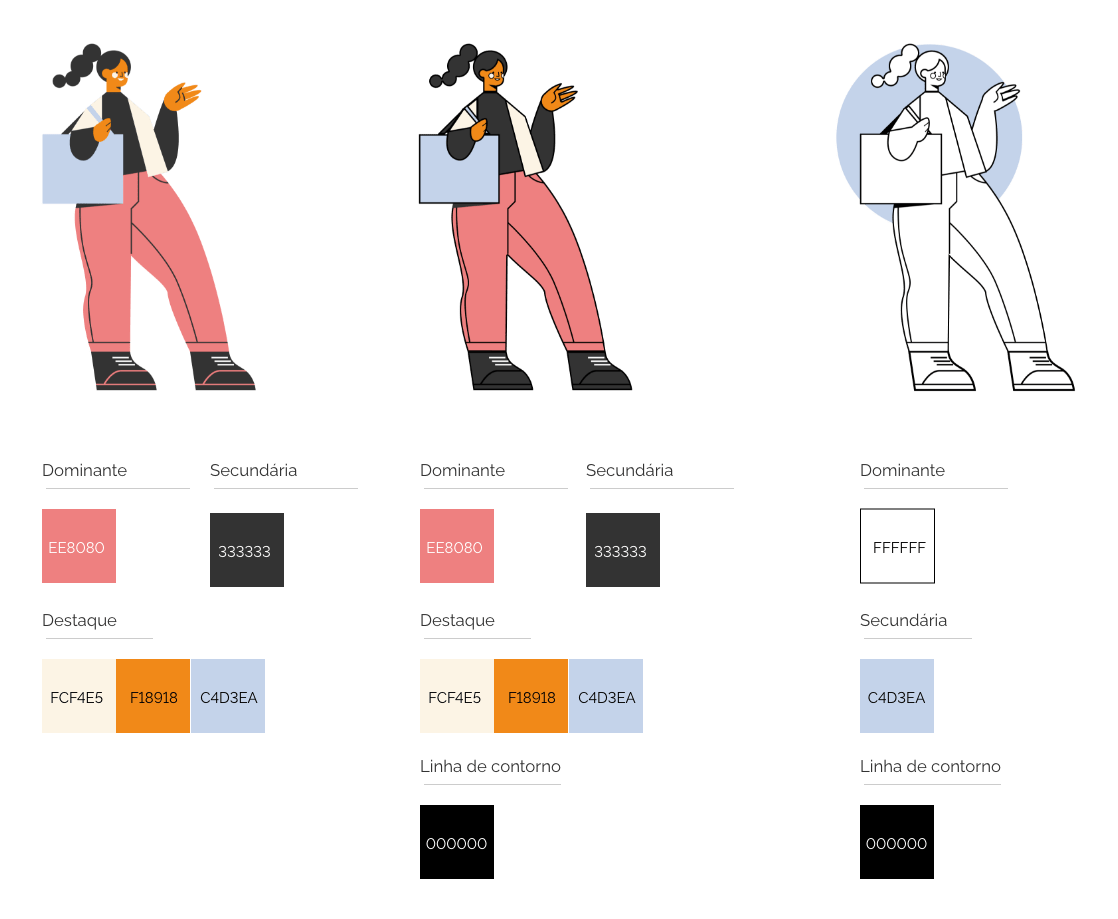 Dominante
Secundária
EE8080
333333
Destaque
FCF4E5
F18918
C4D3EA
Dominante
Secundária
EE8080
333333
Destaque
FCF4E5
F18918
C4D3EA
Linha de contorno
000000
Dominante
FFFFFF
Secundária
C4D3EA
Linha de contorno
000000